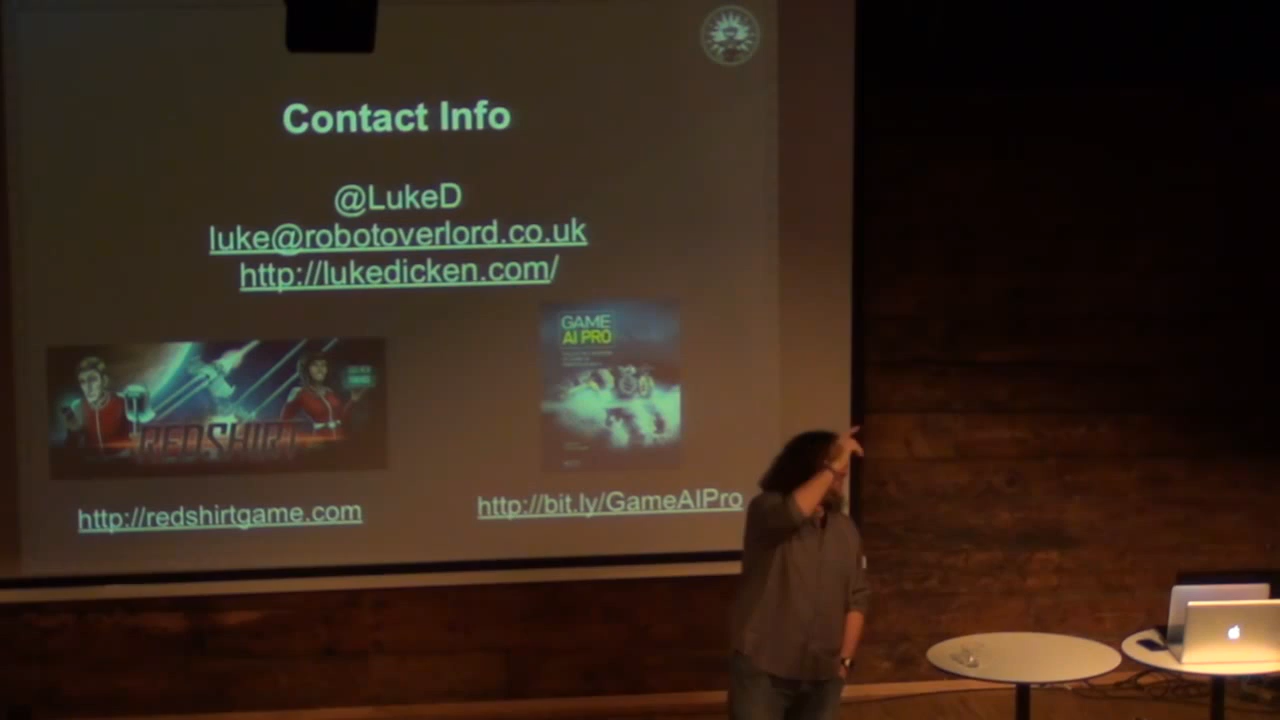 Contact Info
@LukeD
luke@robotoverlord.co.uk
http://lukedicken.com/
GAME
AI PRO
REDSHIRT
http://redshirtgame.com
http://bit.ly/GameAIPro